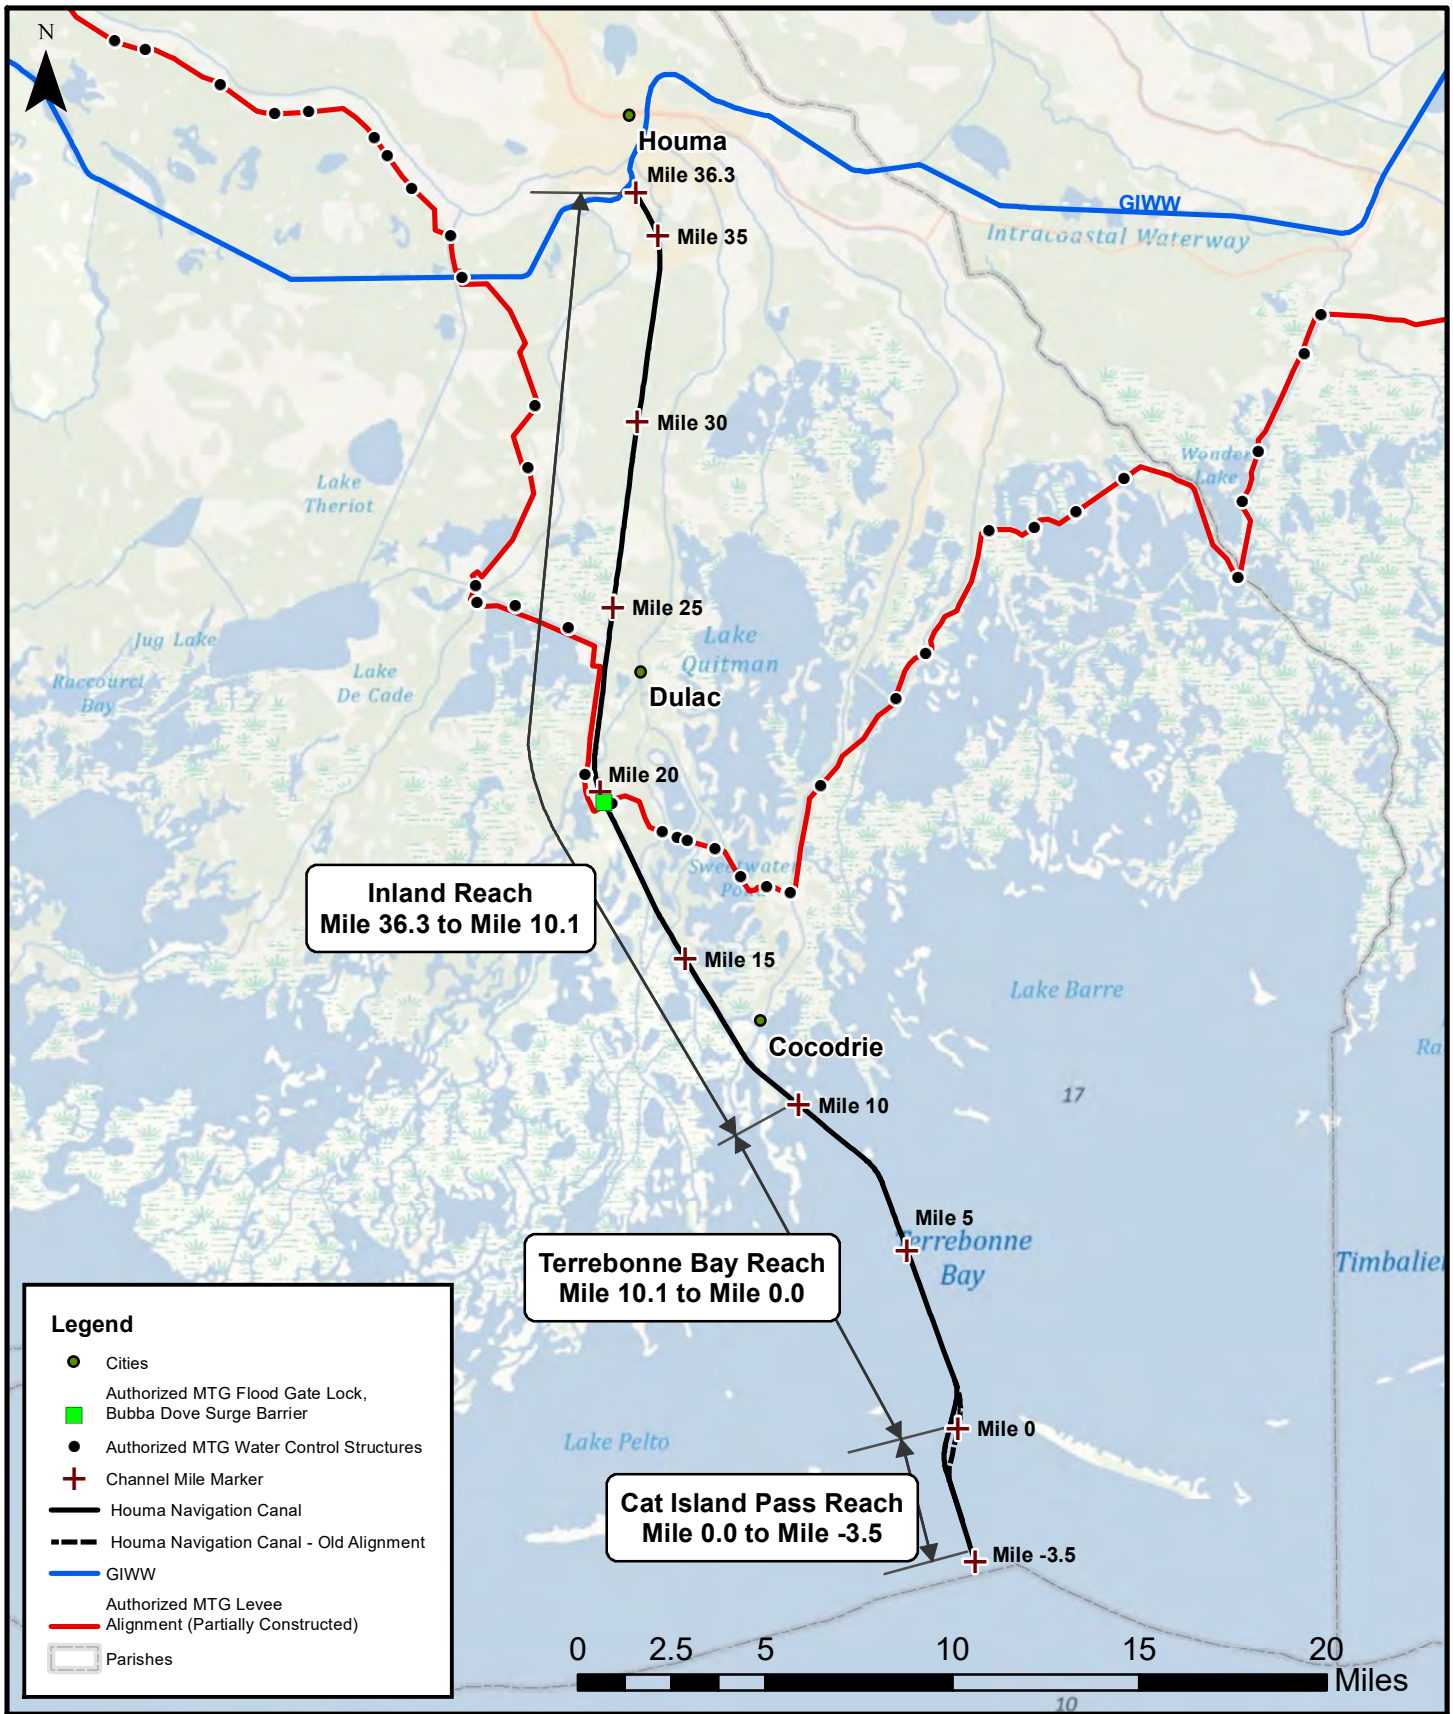 N
Houma
Mile 36.3
GIWW
Mile 35
Intracoastal Waterway
Mile 30
Wonder
Lake
Lake
Theriot
Mile 25
Jug Lake
Lake
Quitman
Lake
De Cade
Raccourci
Bay
Dulac
Mile 20
Sweetwater
Pond
Inland Reach
Mile 36.3 to Mile 10.1
Mile 15
Lake Barre
Cocodrie
Ra
17
Mile 10
Mile 5
Terrebonne
Bay
Timbalier
Terrebonne Bay Reach
Mile 10.1 to Mile 0.0
Mile 0
Lake Pelto
Cat Island Pass Reach
Mile 0.0 to Mile -3.5
Mile -3.5
Legend
Cities
Authorized MTG Flood Gate Lock,
Bubba Dove Surge Barrier
Authorized MTG Water Control Structures
Channel Mile Marker
Houma Navigation Canal
Houma Navigation Canal - Old Alignment
GIWW
Authorized MTG Levee
Alignment (Partially Constructed)
Parishes
0 2.5 5 10 15 20
Miles
10